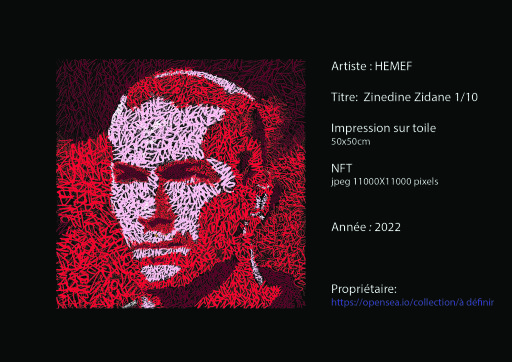 Artiste : HEMEF
Titre: Zinedine Zidane 1/10
Impression sur toile
50x50cm
NFT
jpeg 11000X11000 pixels
Année : 2022
Propriétaire:
https://opensea.io/collection/à définir